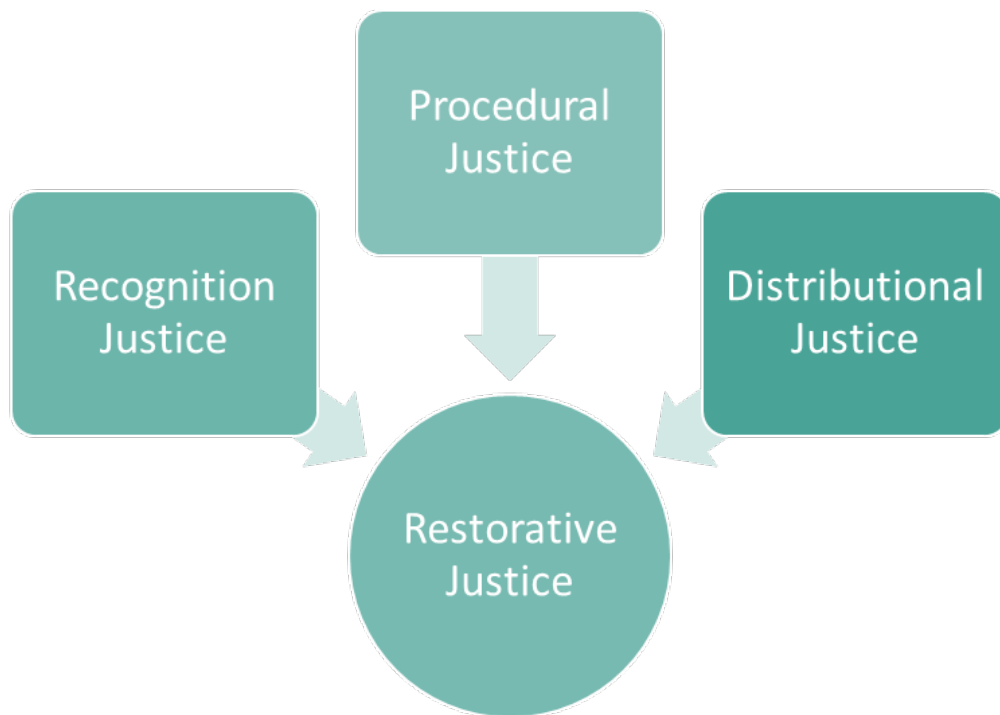 Procedural
Justice
Recognition
Justice
Distributional
Justice
Restorative
Justice